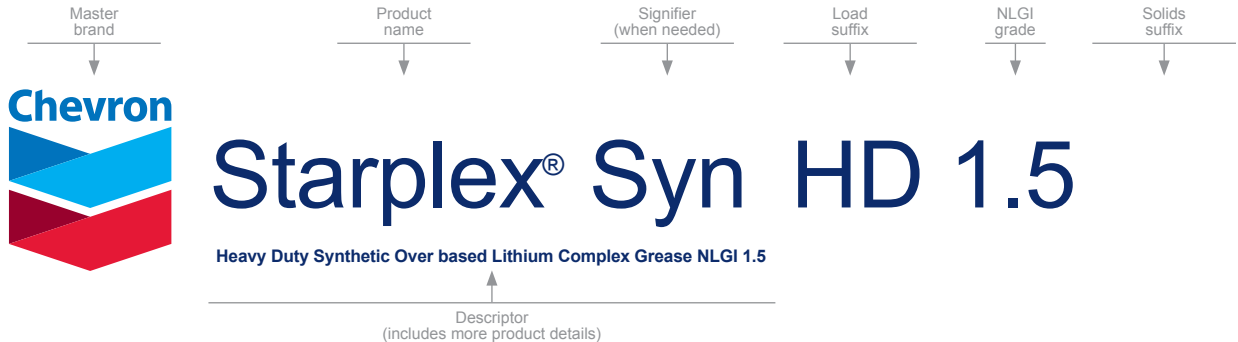 Master
brand
Product
name
Signifier
(when needed)
Load
suffix
NLGI
grade
Solids
suffix
Chevron
Starplex® Syn HD 1.5
Heavy Duty Synthetic Over based Lithium Complex Grease NLGI 1.5
Descriptor
(includes more product details)